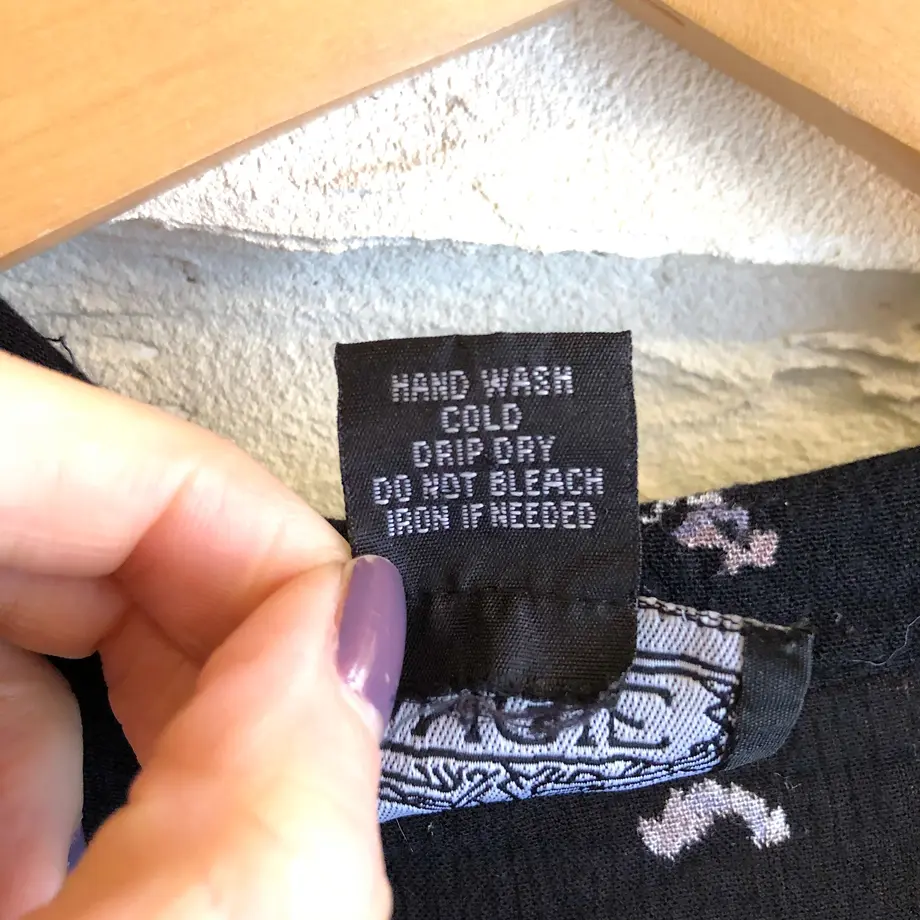 HAND WASH
COLD
DRIP DRY
DO NOT BLEACH
IRON IF NEEDED